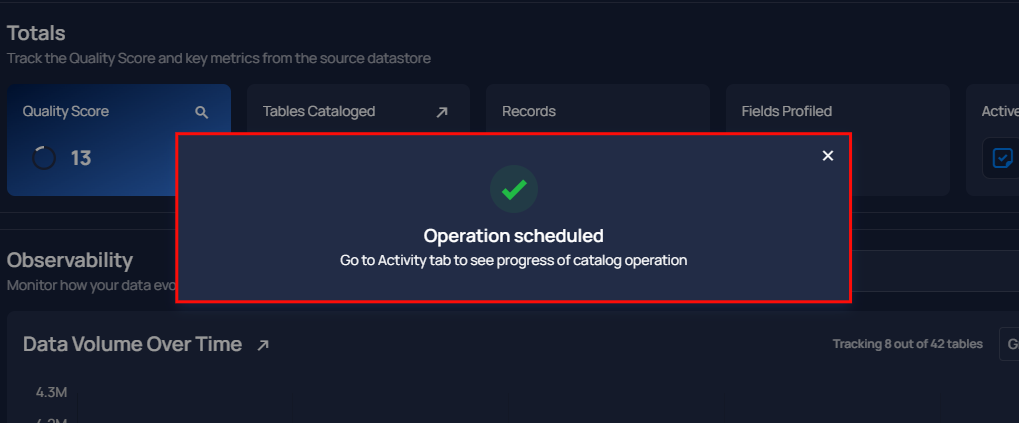 Totals
Track the Quality Score and key metrics from the source datastore
Quality Score
Tables Cataloged
Records
Fields Profiled
Active
13
Operation scheduled
Go to Activity tab to see progress of catalog operation
Observability
Monitor how your data evo
Data Volume Over Time
Tracking 8 out of 42 tables
G
4.3M